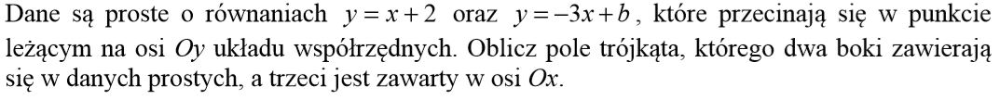 Dane są proste o równaniach y = x + 2 oraz y = −3x + b, które przecinają się w punkcie
leżącym na osi Oy układu współrzędnych. Oblicz pole trójkąta, którego dwa boki zawierają
się w danych prostych, a trzeci jest zawarty w osi Ox.